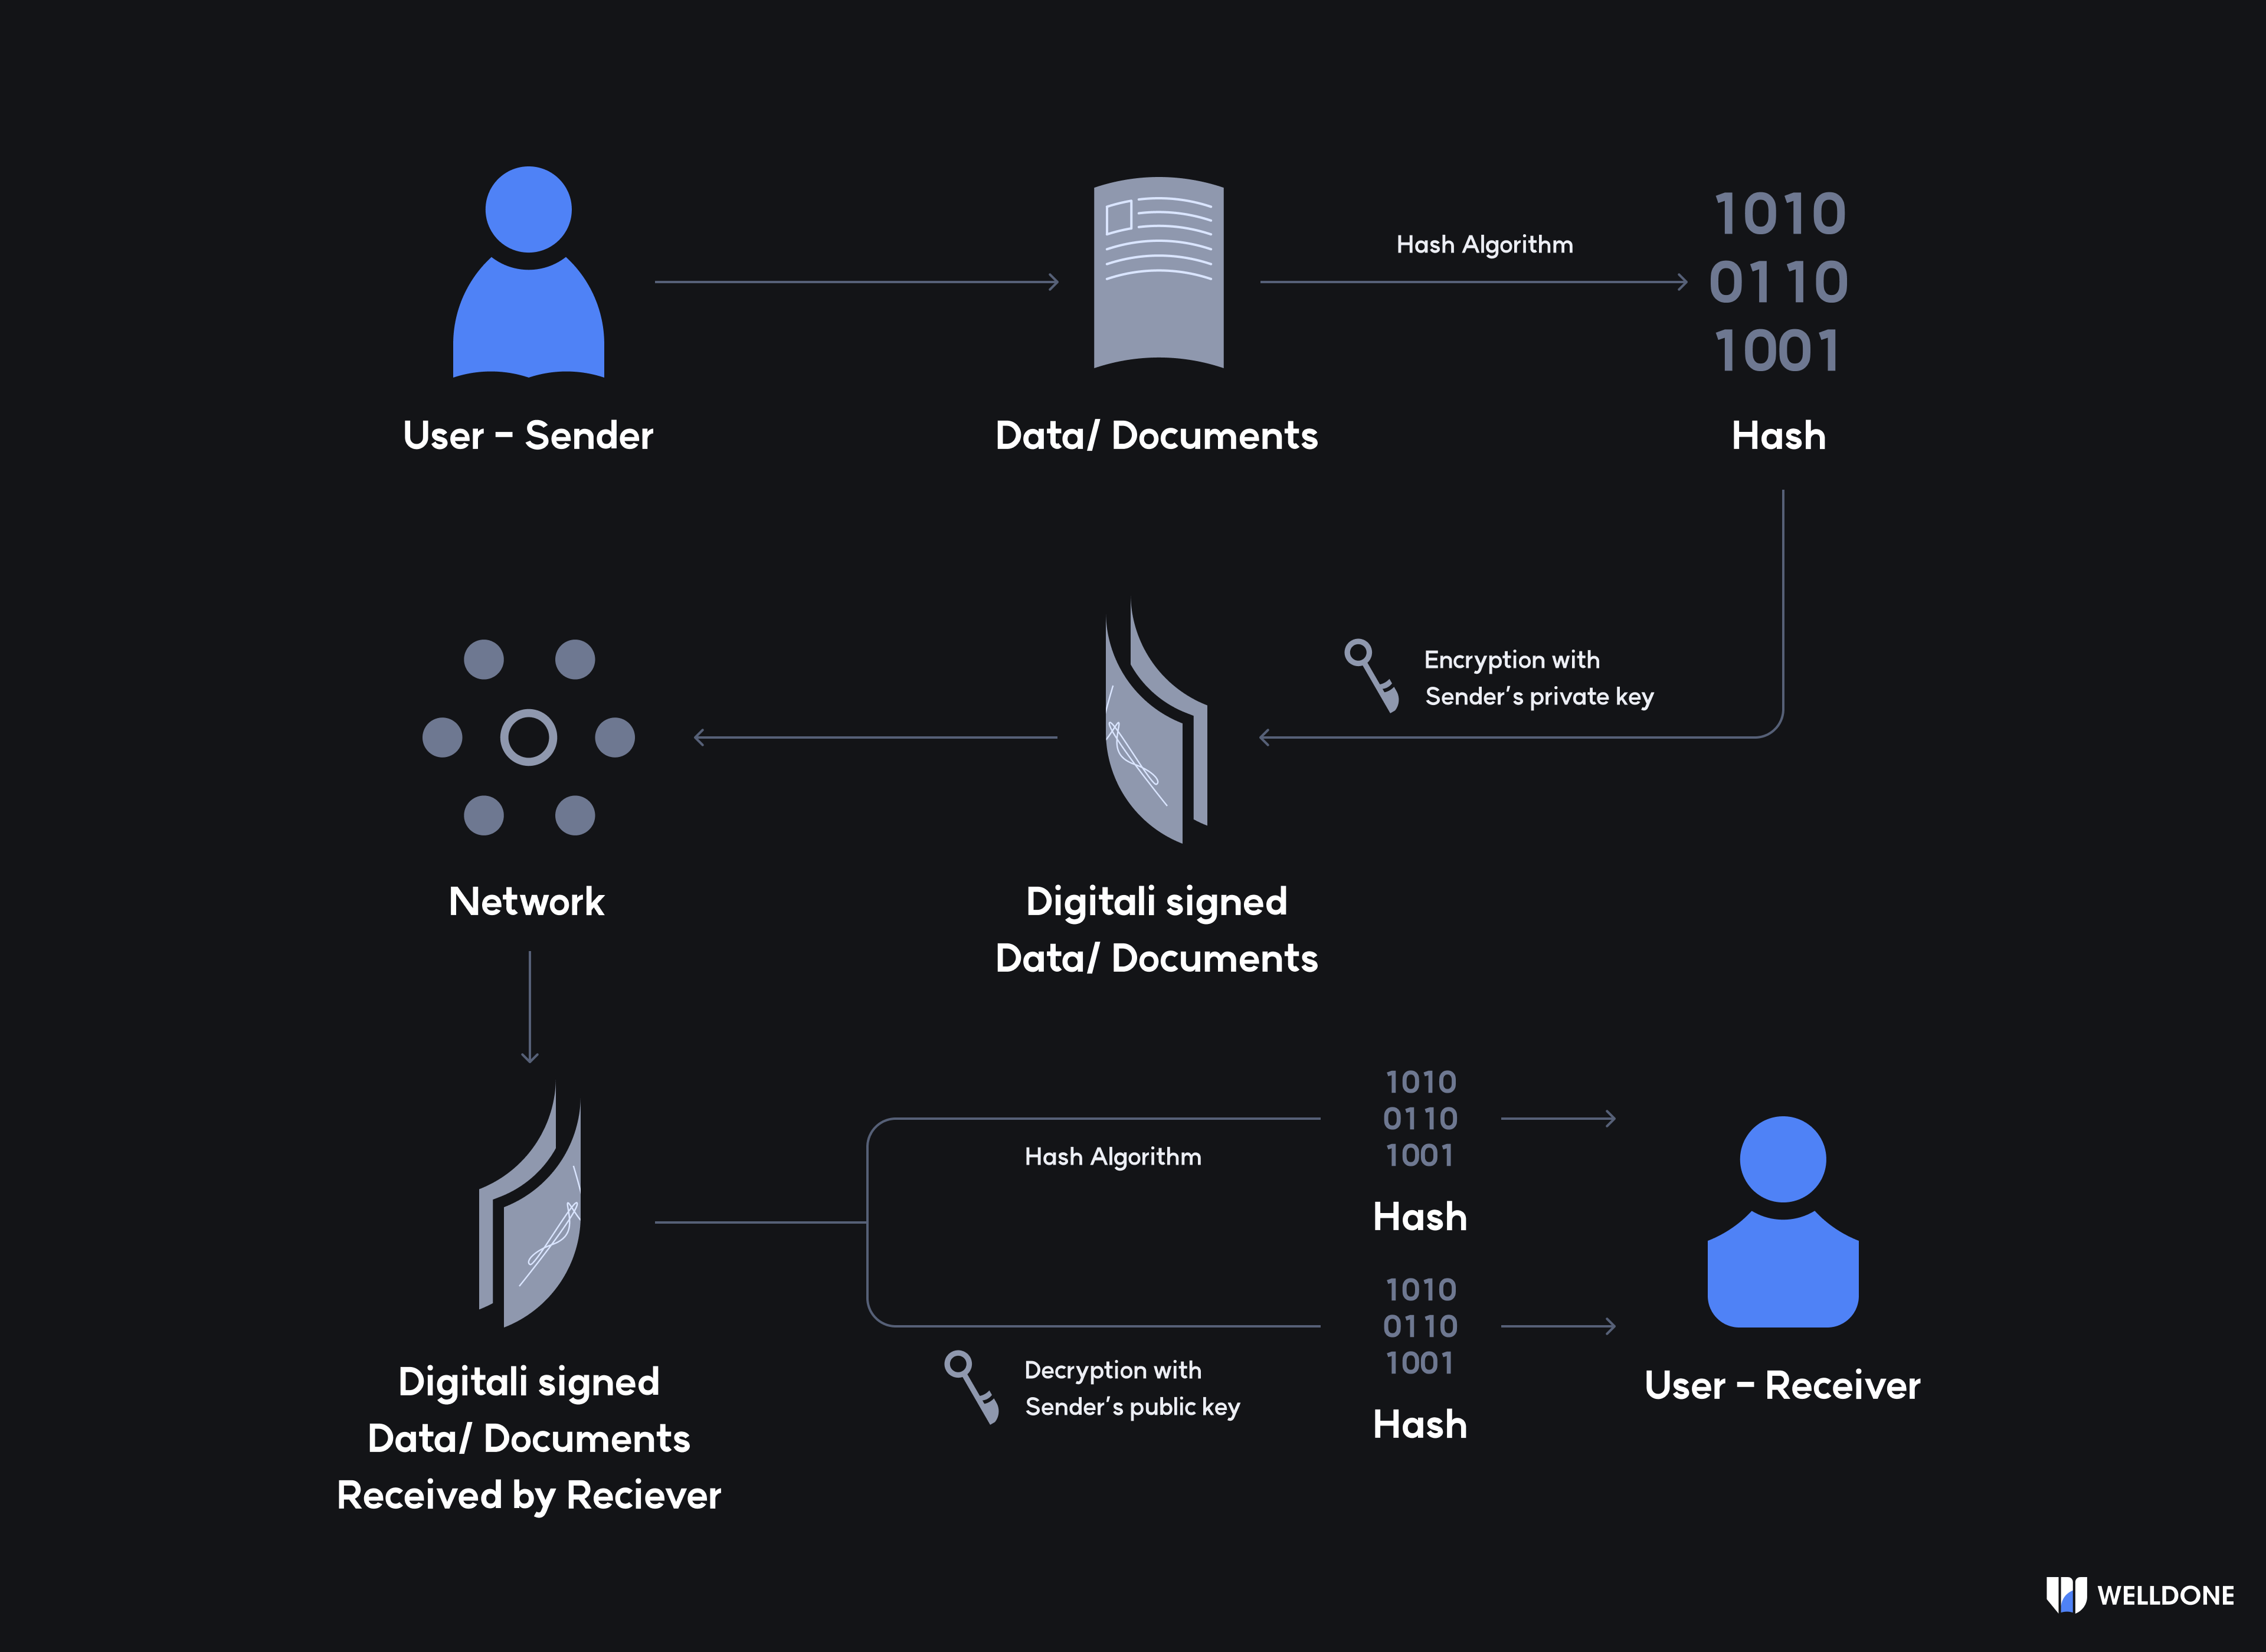 Hash Algorithm
1010
0110
1001
User – Sender
Data/ Documents
Hash
Encryption with
Sender's private key
Network
Digitali signed
Data/ Documents
1010
0110
1001
Hash Algorithm
Hash
1010
0110
1001
Decryption with
Sender's public key
Hash
User – Receiver
Digitali signed
Data/ Documents
Received by Reciever
WELLDONE